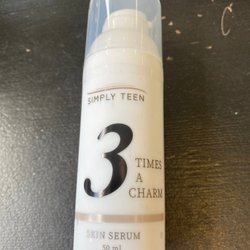 SIMPLY TEEN
3
TIMES
A
CHARM
SKIN SERUM
50 ml